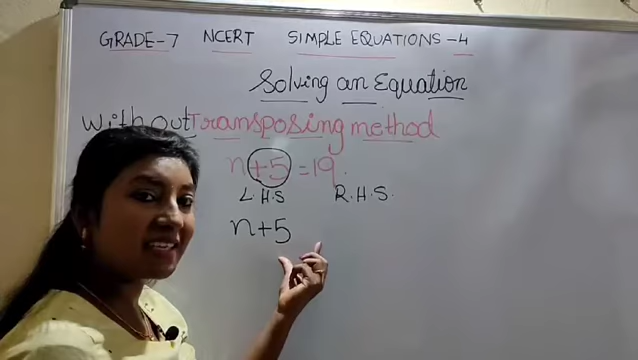 GRADE-7 NCERT SIMPLE EQUATIONS-4
Solving an Equation
without Transposing method
n+5 =19.
L.H.S R.H.S.
n+5